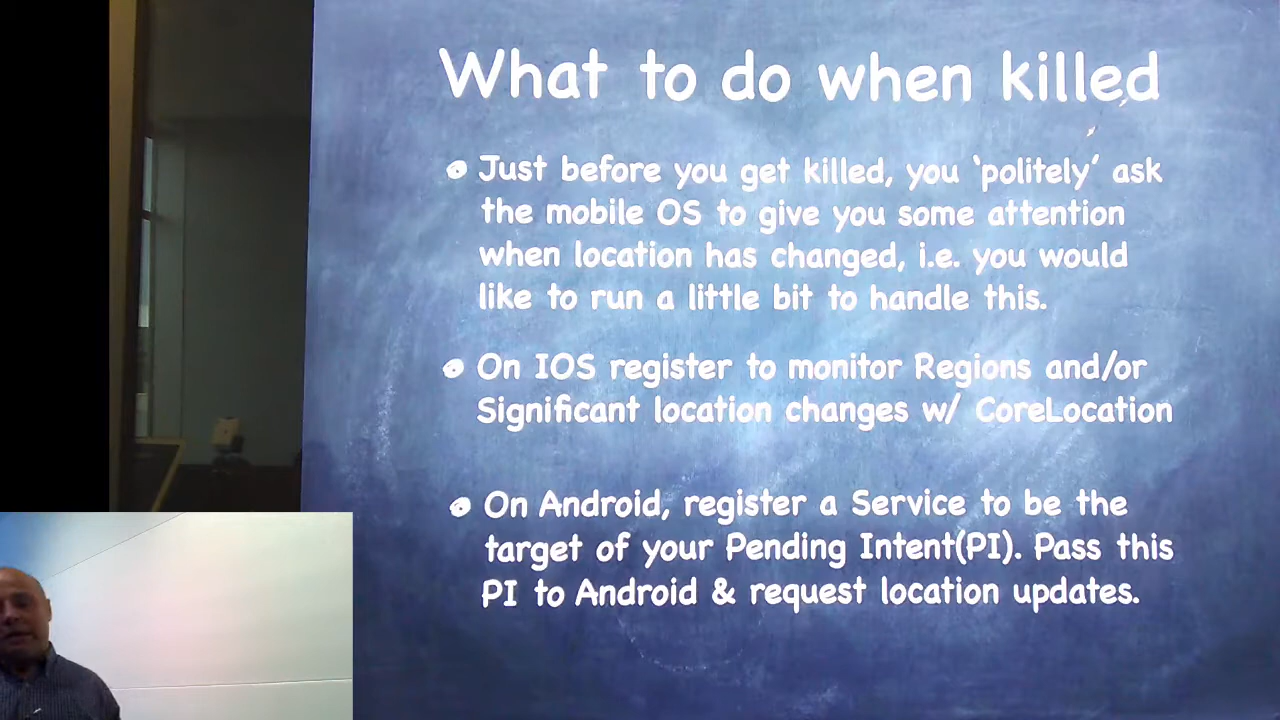 What to do when killed
Just before you get killed, you ‘politely’ ask
the mobile OS to give you some attention
when location has changed, i.e. you would
like to run a little bit to handle this.
On IOS register to monitor Regions and/or
Significant location changes w/ CoreLocation
On Android, register a Service to be the
target of your Pending Intent(PI). Pass this
PI to Android & request location updates.